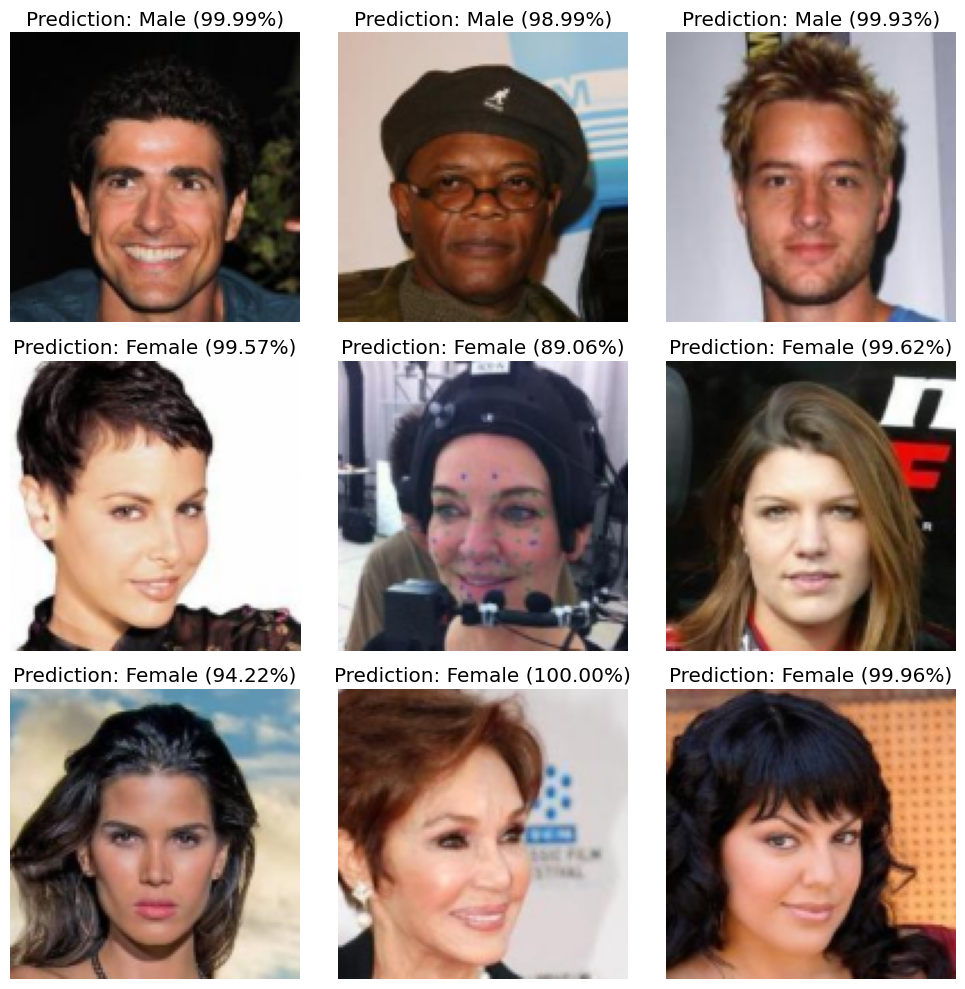 Prediction: Male (99.99%)
Prediction: Male (98.99%)
Prediction: Male (99.93%)
Prediction: Female (99.57%)
Prediction: Female (89.06%)
Prediction: Female (99.62%)
Prediction: Female (94.22%)
Prediction: Female (100.00%)
Prediction: Female (99.96%)
FILM